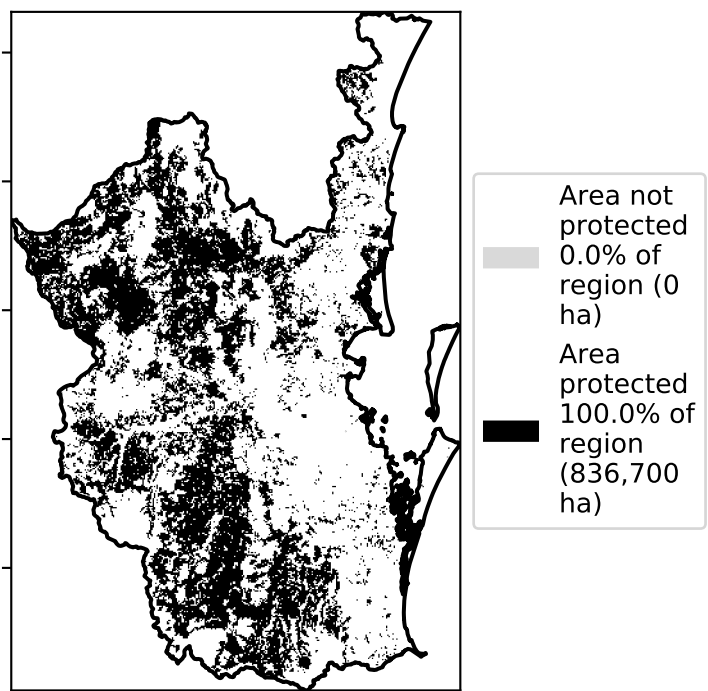 Area not
protected
0.0% of
region (0
ha)
Area
protected
100.0% of
region
(836,700
ha)